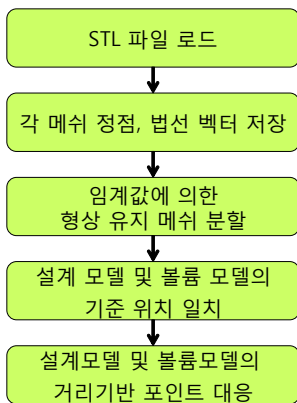 STL 파일 로드
각 메쉬 정점, 법선 벡터 저장
임계값에 의한
형상 유지 메쉬 분할
설계 모델 및 볼륨 모델의
기준 위치 일치
설계모델 및 볼륨모델의
거리기반 포인트 대응